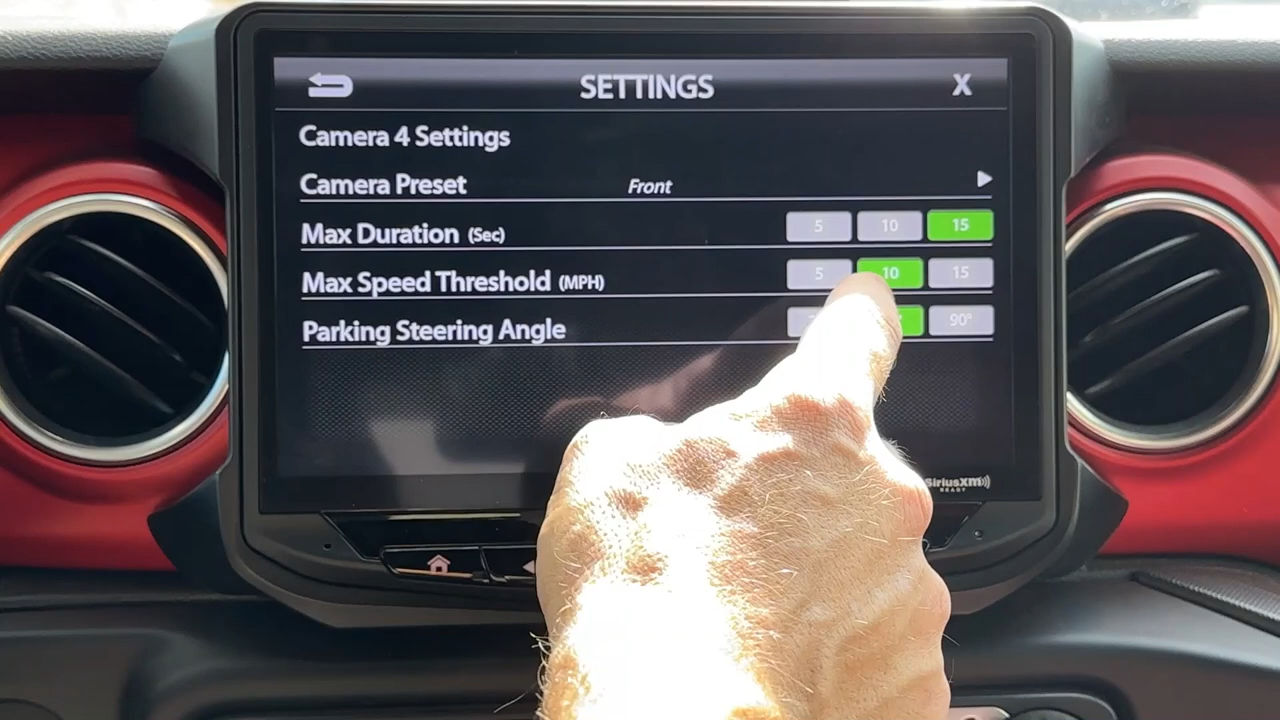 SETTINGS X
Camera 4 Settings
Camera Preset Front
Max Duration (Sec) 5 10 15
Max Speed Threshold (MPH) 5 10 15
Parking Steering Angle 90°
SiriusXM
READY